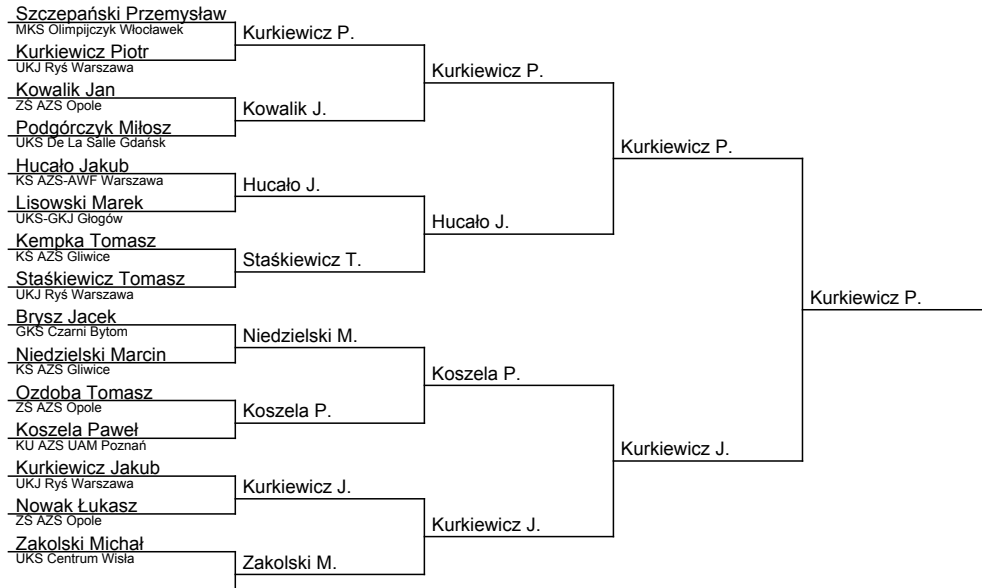 Szczepański Przemysław
MKS Olimpijczyk Włocławek
Kurkiewicz Piotr
UKJ Ryś Warszawa
Kowalik Jan
ZS AZS Opole
Podgórczyk Miłosz
UKS De La Salle Gdańsk
Hucało Jakub
KS AZS-AWF Warszawa
Lisowski Marek
UKS-GKJ Głogów
Kempka Tomasz
KS AZS Gliwice
Staśkiewicz Tomasz
UKJ Ryś Warszawa
Brysz Jacek
GKS Czarni Bytom
Niedzielski Marcin
KS AZS Gliwice
Ozdoba Tomasz
ZS AZS Opole
Koszela Paweł
KU AZS UAM Poznań
Kurkiewicz Jakub
UKJ Ryś Warszawa
Nowak Łukasz
ZS AZS Opole
Zakolski Michał
UKS Centrum Wisła
Kurkiewicz P.
Kowalik J.
Hucało J.
Staśkiewicz T.
Niedzielski M.
Koszela P.
Kurkiewicz J.
Zakolski M.
Kurkiewicz P.
Hucało J.
Koszela P.
Kurkiewicz J.
Kurkiewicz P.
Kurkiewicz J.
Kurkiewicz P.